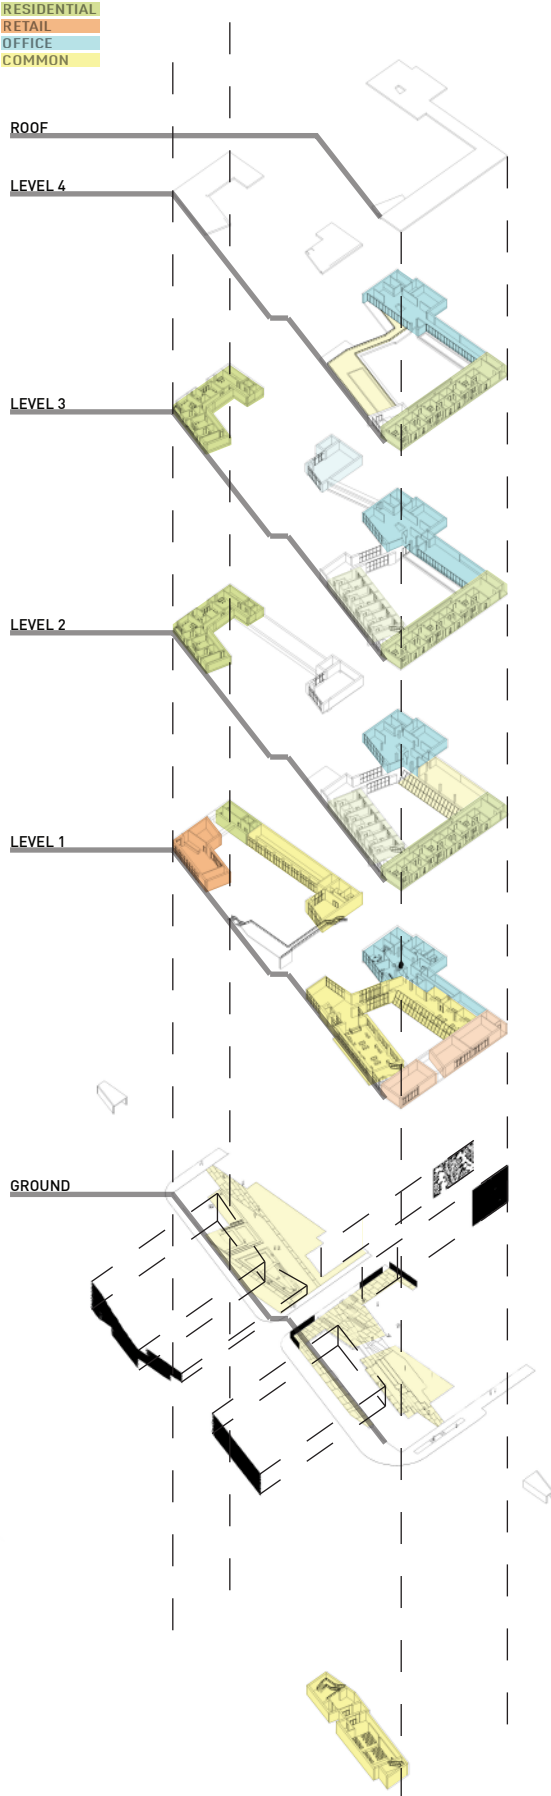 RESIDENTIAL
RETAIL
OFFICE
COMMON
ROOF
LEVEL 4
LEVEL 3
LEVEL 2
LEVEL 1
GROUND